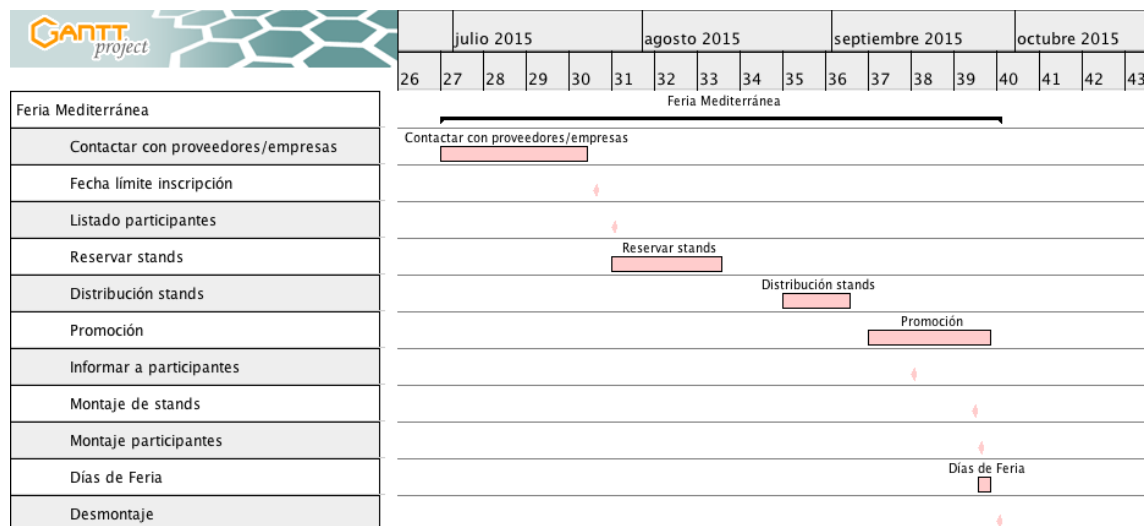 GANTT
project
julio 2015 agosto 2015 septiembre 2015 octubre 2015
26 27 28 29 30 31 32 33 34 35 36 37 38 39 40 41 42 43
Feria Mediterránea Feria Mediterránea
Contactar con proveedores/empresas Contactar con proveedores/empresas
Fecha límite inscripción
Listado participantes
Reservar stands Reservar stands
Distribución stands Distribución stands
Promoción Promoción
Informar a participantes
Montaje de stands
Montaje participantes
Días de Feria Días de Feria
Desmontaje